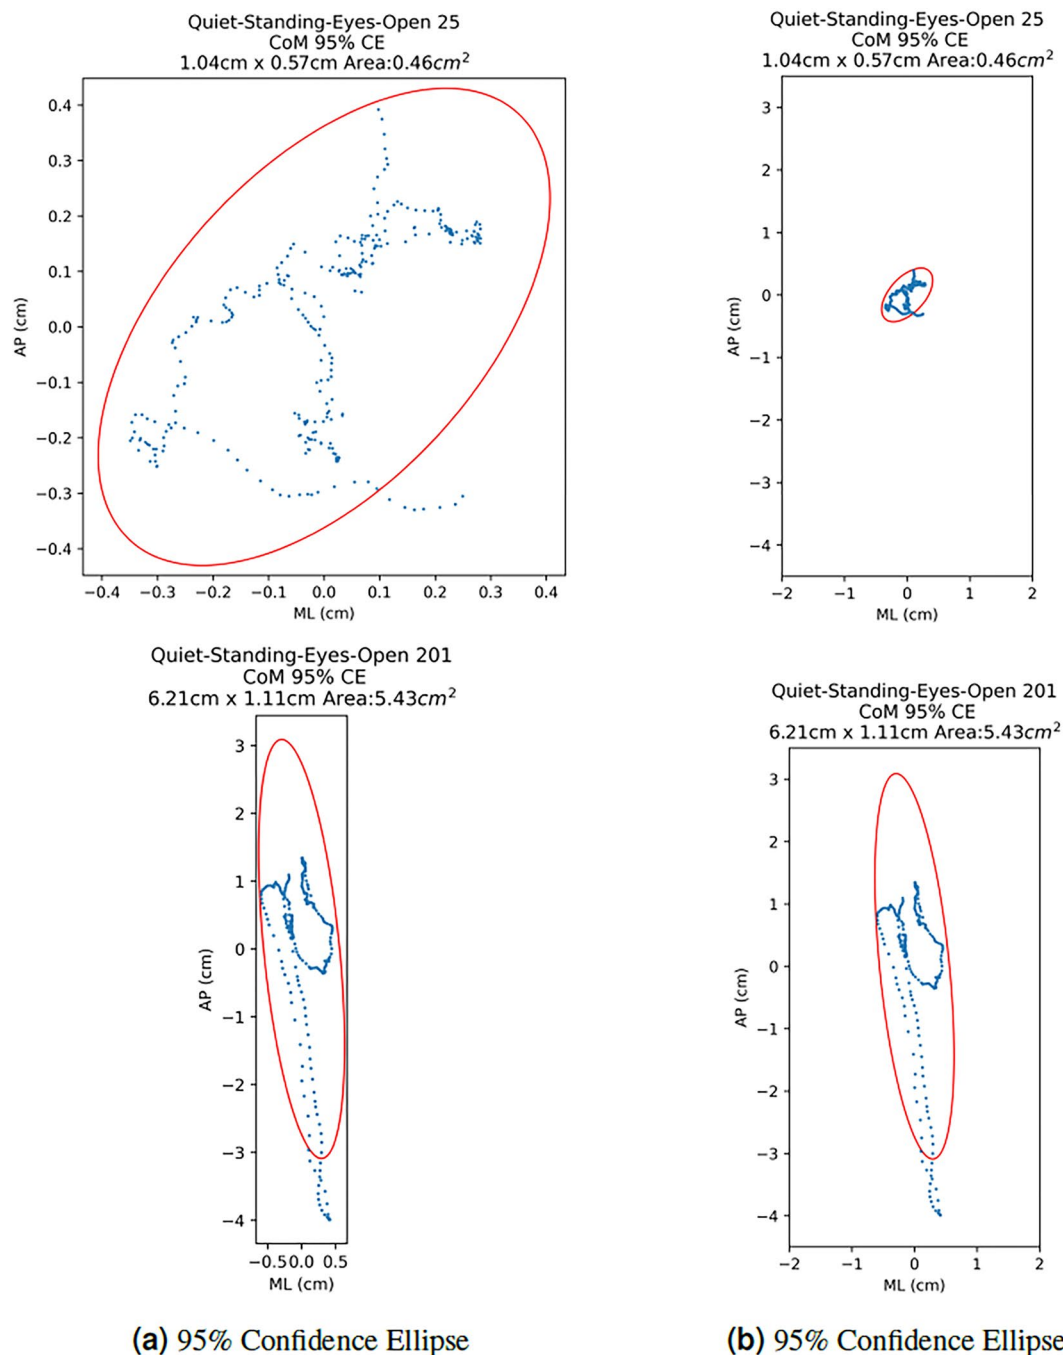 Quiet-Standing-Eyes-Open 25
CoM 95% CE
1.04cm x 0.57cm Area:0.46cm²
AP (cm)
0.4
0.3
0.2
0.1
0.0
−0.1
−0.2
−0.3
−0.4
−0.4 −0.3 −0.2 −0.1 0.0 0.1 0.2 0.3 0.4
ML (cm)
Quiet-Standing-Eyes-Open 25
CoM 95% CE
1.04cm x 0.57cm Area:0.46cm²
AP (cm)
3
2
1
0
−1
−2
−3
−4
−2 −1 0 1 2
ML (cm)
Quiet-Standing-Eyes-Open 201
CoM 95% CE
6.21cm x 1.11cm Area:5.43cm²
AP (cm)
3
2
1
0
−1
−2
−3
−4
−0.5 0.0 0.5
ML (cm)
Quiet-Standing-Eyes-Open 201
CoM 95% CE
6.21cm x 1.11cm Area:5.43cm²
AP (cm)
3
2
1
0
−1
−2
−3
−4
−2 −1 0 1 2
ML (cm)
(a) 95% Confidence Ellipse
(b) 95% Confidence Ellipse